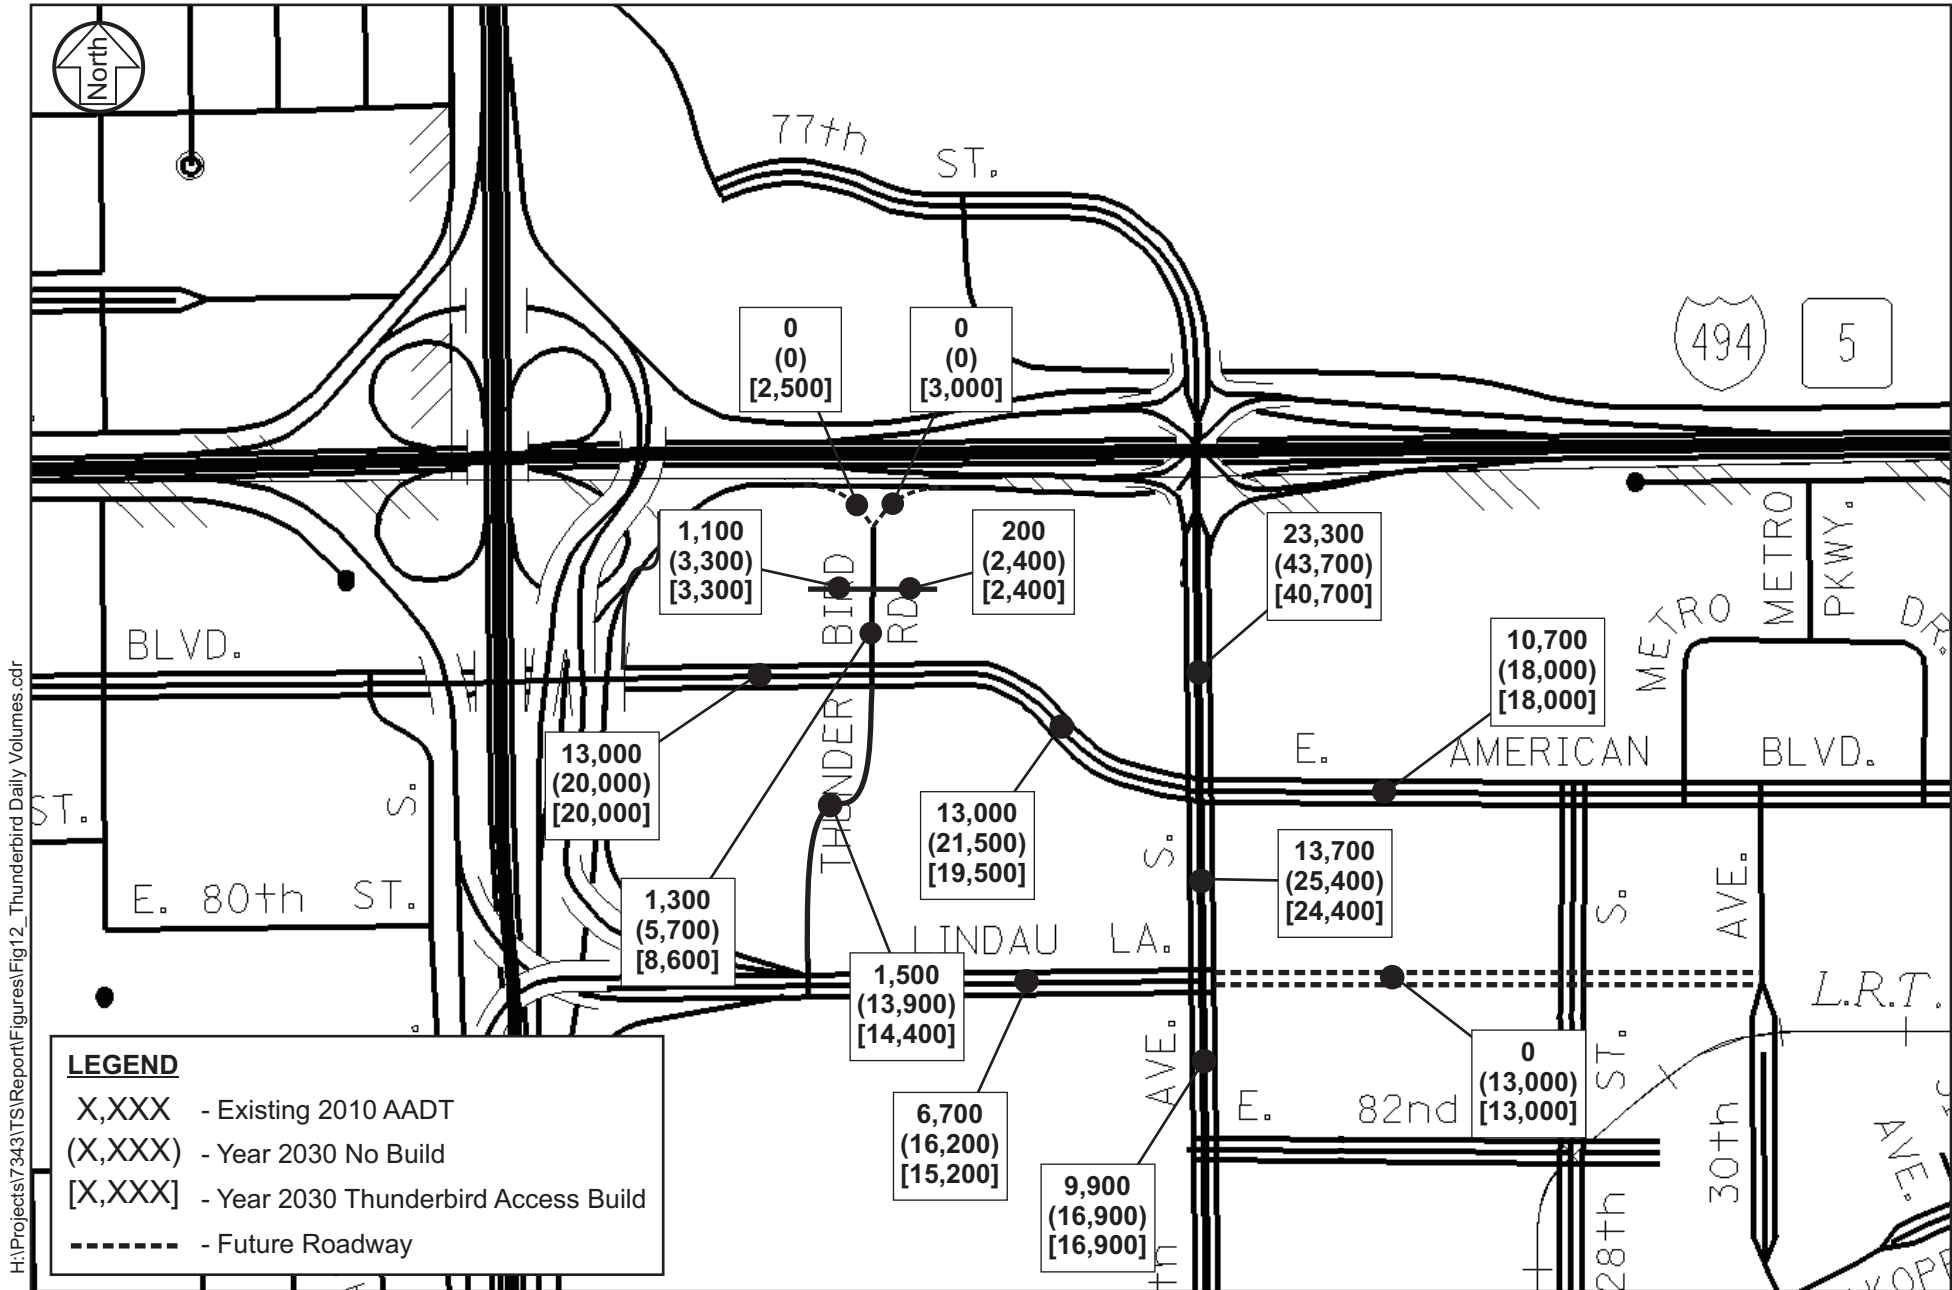 North
77th
ST.
494
5
0
(0)
[2,500]
0
(0)
[3,000]
1,100
(3,300)
[3,300]
200
(2,400)
[2,400]
23,300
(43,700)
[40,700]
METRO
PKWY.
METRO
DR.
THUNDER BIRD
RD
BLVD.
10,700
(18,000)
[18,000]
E. AMERICAN BLVD.
13,000
(20,000)
[20,000]
13,000
(21,500)
[19,500]
13,700
(25,400)
[24,400]
ST.
S.
S.
S.
AVE.
E. 80th ST.
1,300
(5,700)
[8,600]
LINDAU LA.
1,500
(13,900)
[14,400]
L.R.T.
6,700
(16,200)
[15,200]
0
(13,000)
[13,000]
AVE.
ST.
E. 82nd
9,900
(16,900)
[16,900]
30th
28th
AVE.
LEGEND
X,XXX - Existing 2010 AADT
(X,XXX) - Year 2030 No Build
[X,XXX] - Year 2030 Thunderbird Access Build
- Future Roadway
H:\Projects\7343\TS\Report\Figures\Fig12_Thunderbird Daily Volumes.cdr